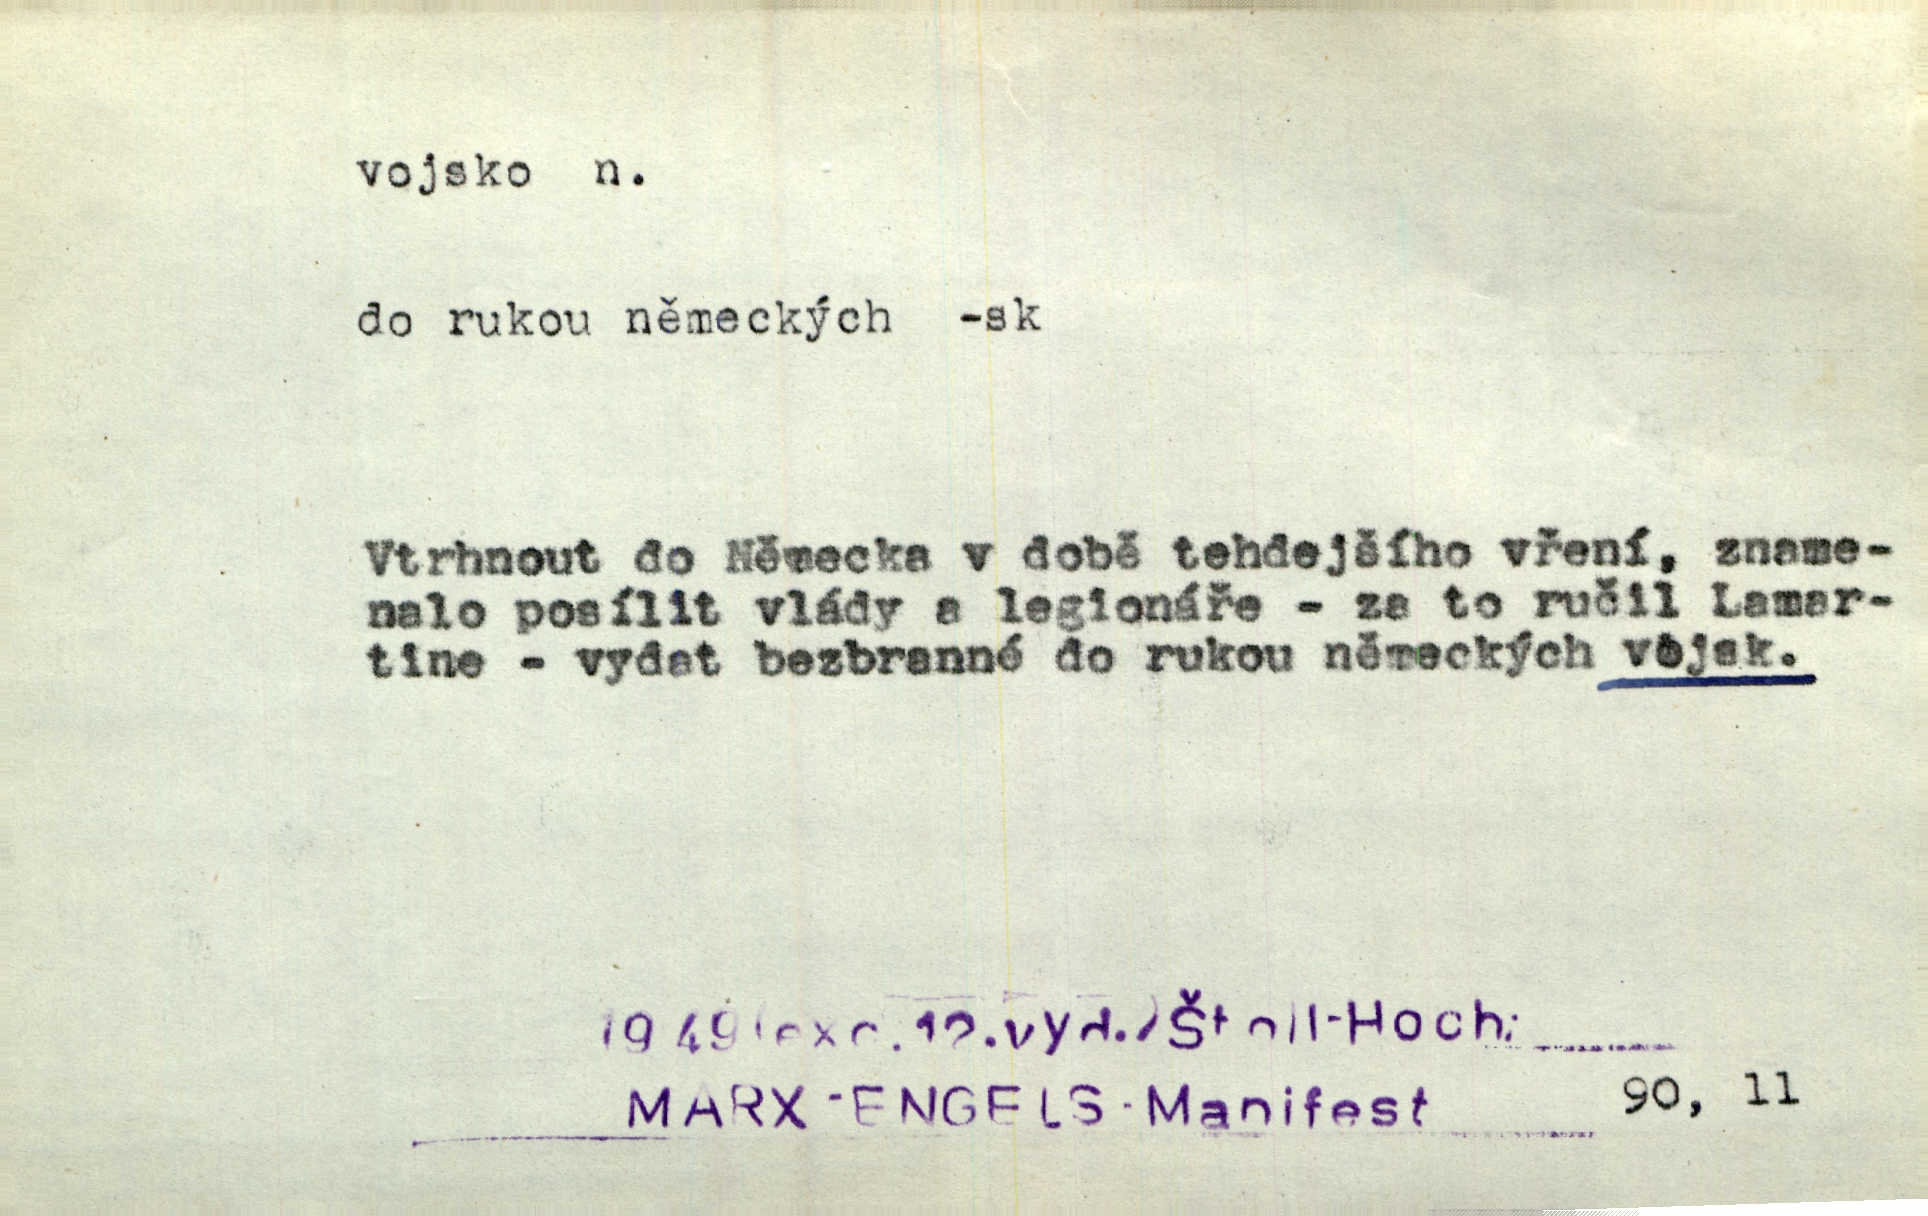 vojsko n.
do rukou německých -sk
Vtrhnout do Německa v době tehdejšího vření, zname-
nalo posílit vlády a legionáře - za to ručil Lamar-
tine - vydat bezbranné do rukou německých vojsk.
1949(exc.12.vyd.)Štoll-Hoch:
MARX-ENGELS-Manifest 90, 11